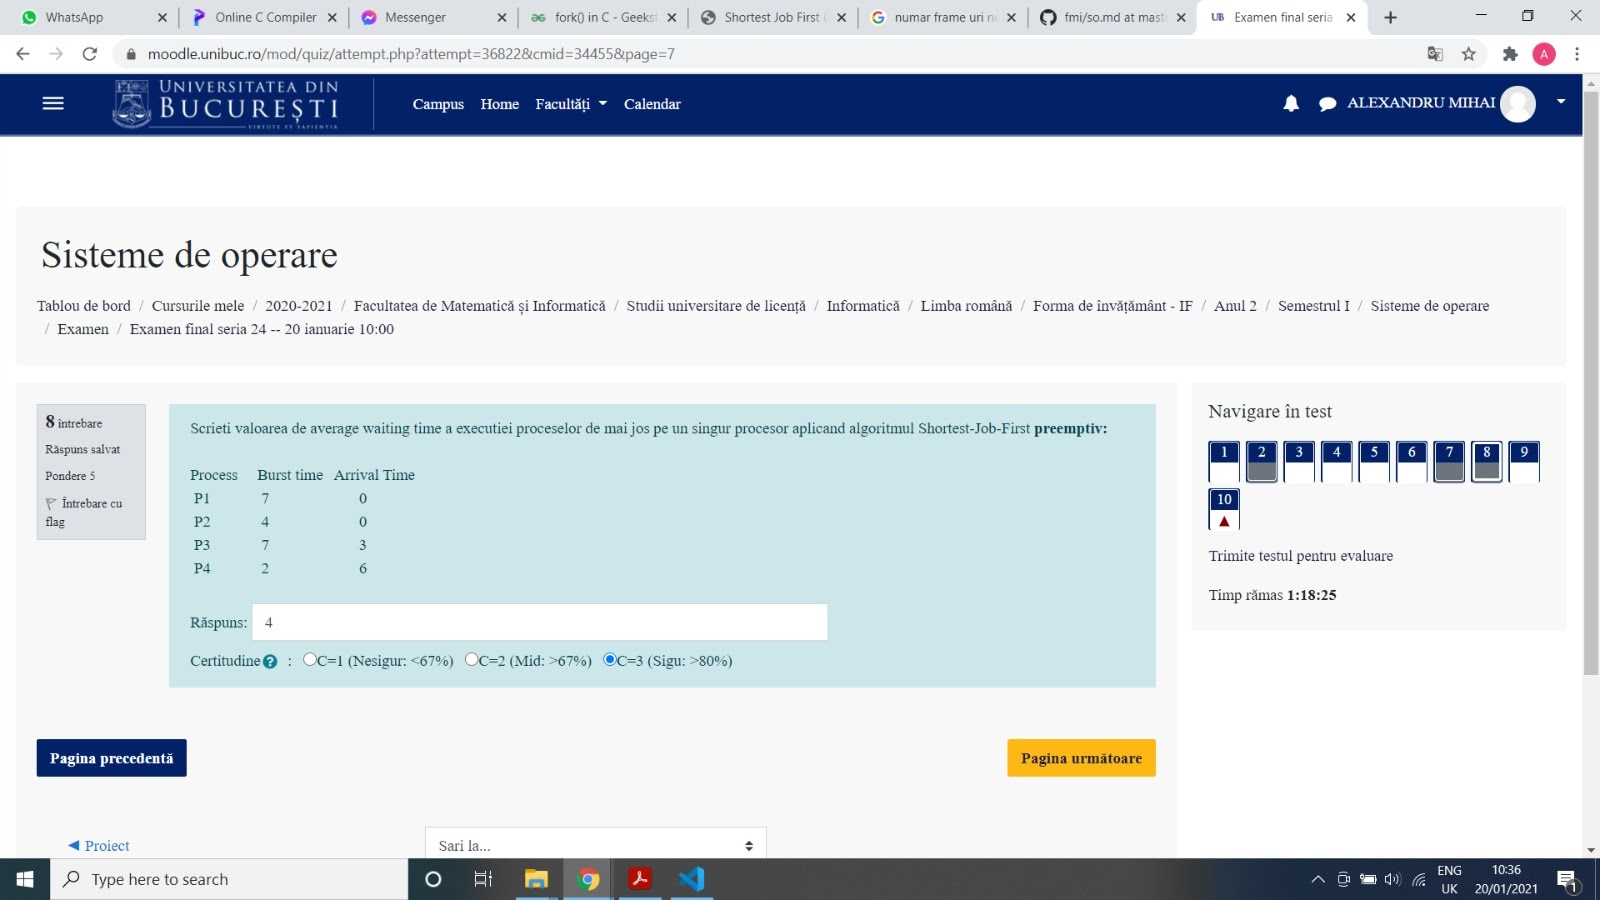 WhatsApp
Online C Compiler
Messenger
fork() in C - Geeks
Shortest Job First (
numar frame uri n
fmi/so.md at mast
UB Examen final seria
moodle.unibuc.ro/mod/quiz/attempt.php?attempt=36822&cmid=34455&page=7
A
UNIVERSITATEA DIN
BUCUREȘTI
VIRTUTE ET SAPIENTIA
Campus Home Facultăți Calendar
ALEXANDRU MIHAI
Sisteme de operare
Tablou de bord / Cursurile mele / 2020-2021 / Facultatea de Matematică și Informatică / Studii universitare de licență / Informatică / Limba română / Forma de învățământ - IF / Anul 2 / Semestrul I / Sisteme de operare
/ Examen / Examen final seria 24 -- 20 ianuarie 10:00
8 întrebare
Răspuns salvat
Pondere 5
Întrebare cu
flag
Scrieti valoarea de average waiting time a executiei proceselor de mai jos pe un singur procesor aplicand algoritmul Shortest-Job-First preemptiv:
Process Burst time Arrival Time
P1 7 0
P2 4 0
P3 7 3
P4 2 6
Răspuns: 4
Certitudine ? : C=1 (Nesigur: <67%) C=2 (Mid: >67%) C=3 (Sigu: >80%)
Navigare în test
1 2 3 4 5 6 7 8 9
10
Trimite testul pentru evaluare
Timp rămas 1:18:25
Pagina precedentă
Pagina următoare
◄ Proiect
Sari la...
Type here to search
ENG
UK
10:36
20/01/2021
1